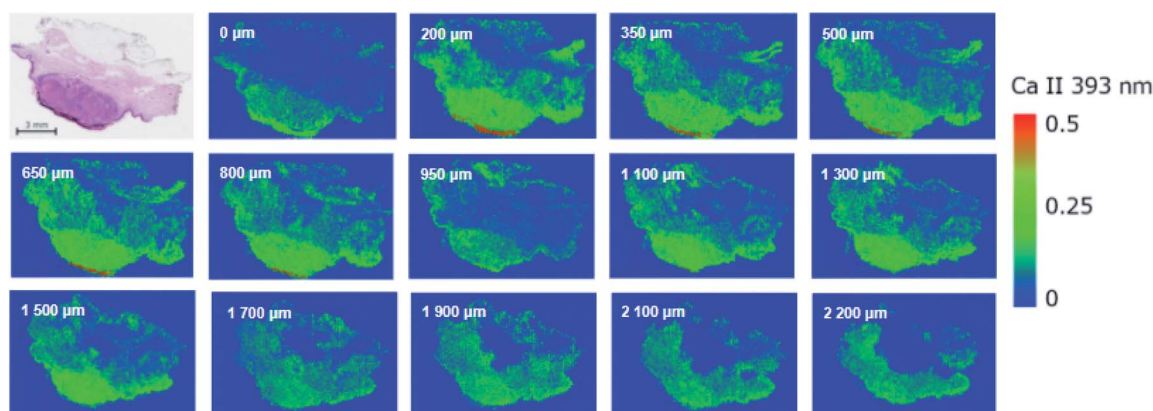 0 µm
200 µm
350 µm
500 µm
3 mm
Ca II 393 nm
0.5
0.25
0
650 µm
800 µm
950 µm
1 100 µm
1 300 µm
1 500 µm
1 700 µm
1 900 µm
2 100 µm
2 200 µm